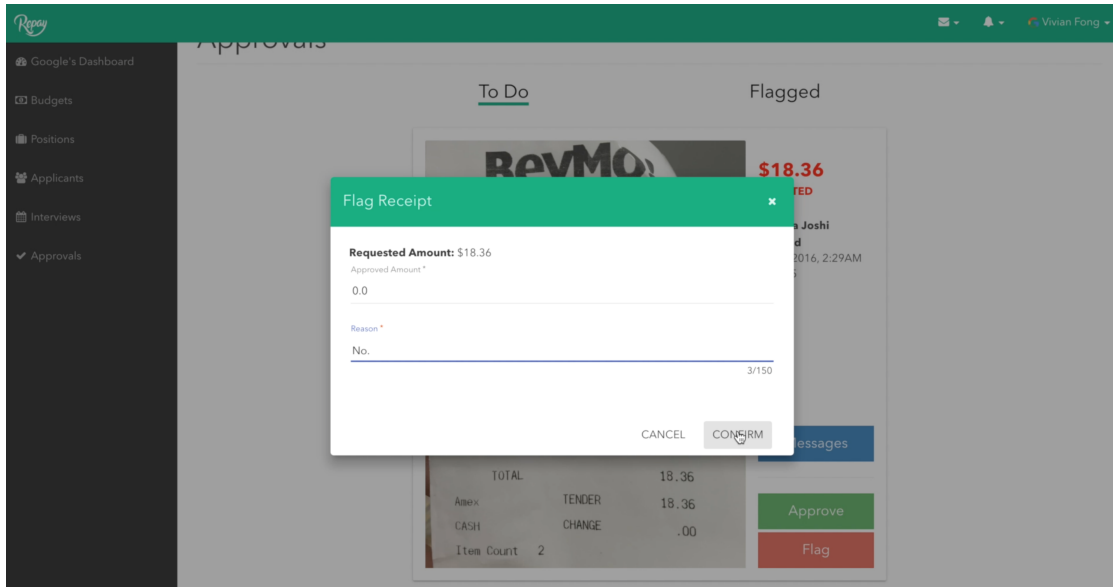 Repay
Vivian Fong
Google's Dashboard
Budgets
Positions
Applicants
Interviews
Approvals
Approvals
To Do
Flagged
BevMo
$18.36
Joshi
2016, 2:29AM
Flag Receipt
Requested Amount: $18.36
Approved Amount *
0.0
Reason *
No.
3/150
CANCEL
CONFIRM
TOTAL 18.36
Amex TENDER 18.36
CASH CHANGE .00
Item Count 2
Messages
Approve
Flag